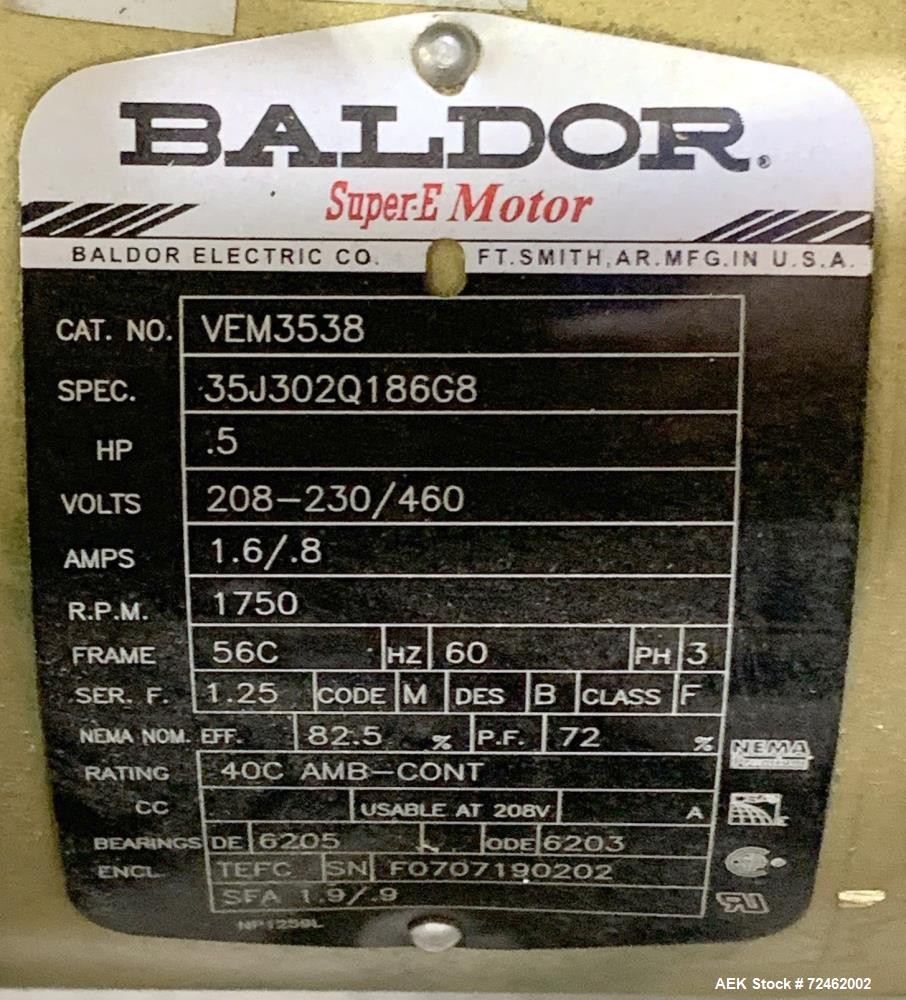 BALDOR®
Super-E Motor
BALDOR ELECTRIC CO. FT.SMITH,AR.MFG.IN U.S.A.
CAT. NO. VEM3538
SPEC. 35J302Q186G8
HP .5
VOLTS 208-230/460
AMPS 1.6/.8
R.P.M. 1750
FRAME 56C HZ 60 PH 3
SER. F. 1.25 CODE M DES B CLASS F
NEMA NOM. EFF. 82.5 % P.F. 72 %
NEMA
RATING 40C AMB-CONT
CC USABLE AT 208V A
BEARINGS DE 6205 ODE 6203
ENCL. TEFC SN F0707190202
SFA 1.9/.9
NP1259L
AEK Stock # 72462002